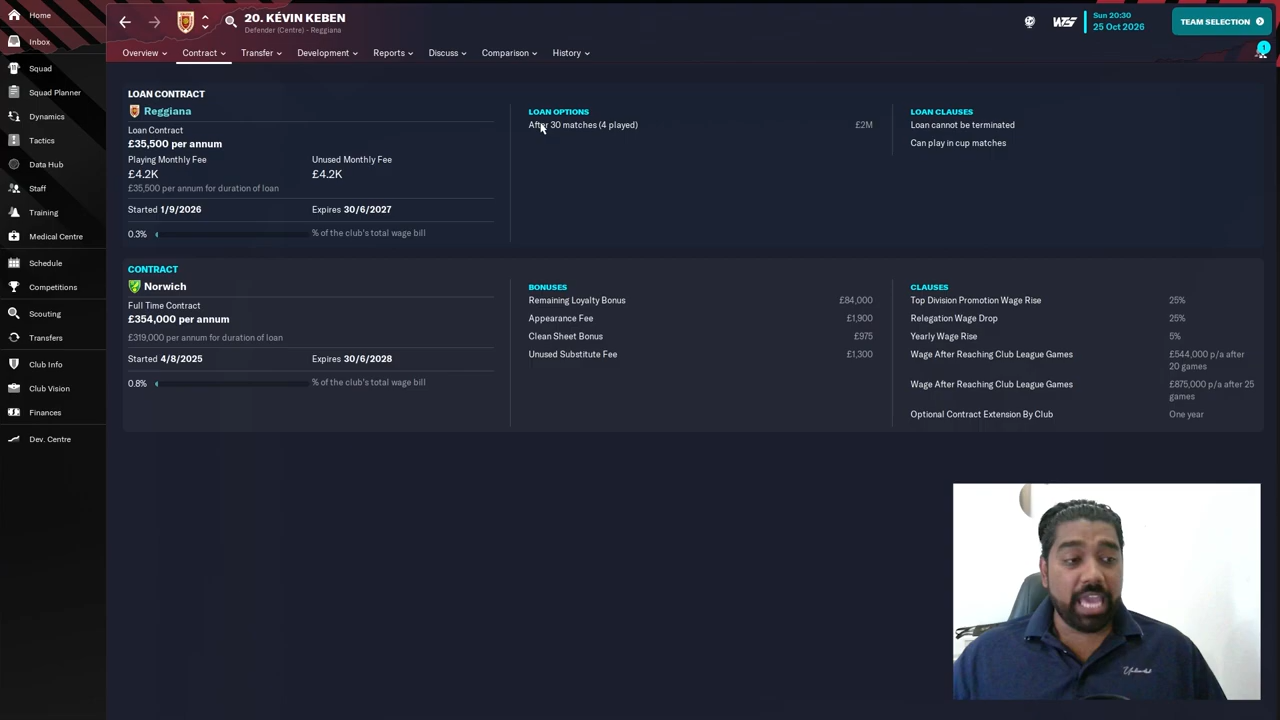 Home
Inbox
Squad
Squad Planner
Dynamics
Tactics
Data Hub
Staff
Training
Medical Centre
Schedule
Competitions
Scouting
Transfers
Club Info
Club Vision
Finances
Dev. Centre
20. KÉVIN KEBEN
Defender (Centre) - Reggiana
Sun 20:30
25 Oct 2026
TEAM SELECTION
1
Overview
Contract
Transfer
Development
Reports
Discuss
Comparison
History
LOAN CONTRACT
Reggiana
Loan Contract
£35,500 per annum
Playing Monthly Fee Unused Monthly Fee
£4.2K £4.2K
£35,500 per annum for duration of loan
Started 1/9/2026 Expires 30/6/2027
0.3% % of the club's total wage bill
LOAN OPTIONS
After 30 matches (4 played) £2M
LOAN CLAUSES
Loan cannot be terminated
Can play in cup matches
CONTRACT
Norwich
Full Time Contract
£354,000 per annum
£319,000 per annum for duration of loan
Started 4/8/2025 Expires 30/6/2028
0.8% % of the club's total wage bill
BONUSES
Remaining Loyalty Bonus £84,000
Appearance Fee £1,900
Clean Sheet Bonus £975
Unused Substitute Fee £1,300
CLAUSES
Top Division Promotion Wage Rise 25%
Relegation Wage Drop 25%
Yearly Wage Rise 5%
Wage After Reaching Club League Games £544,000 p/a after
20 games
Wage After Reaching Club League Games £875,000 p/a after 25
games
Optional Contract Extension By Club One year